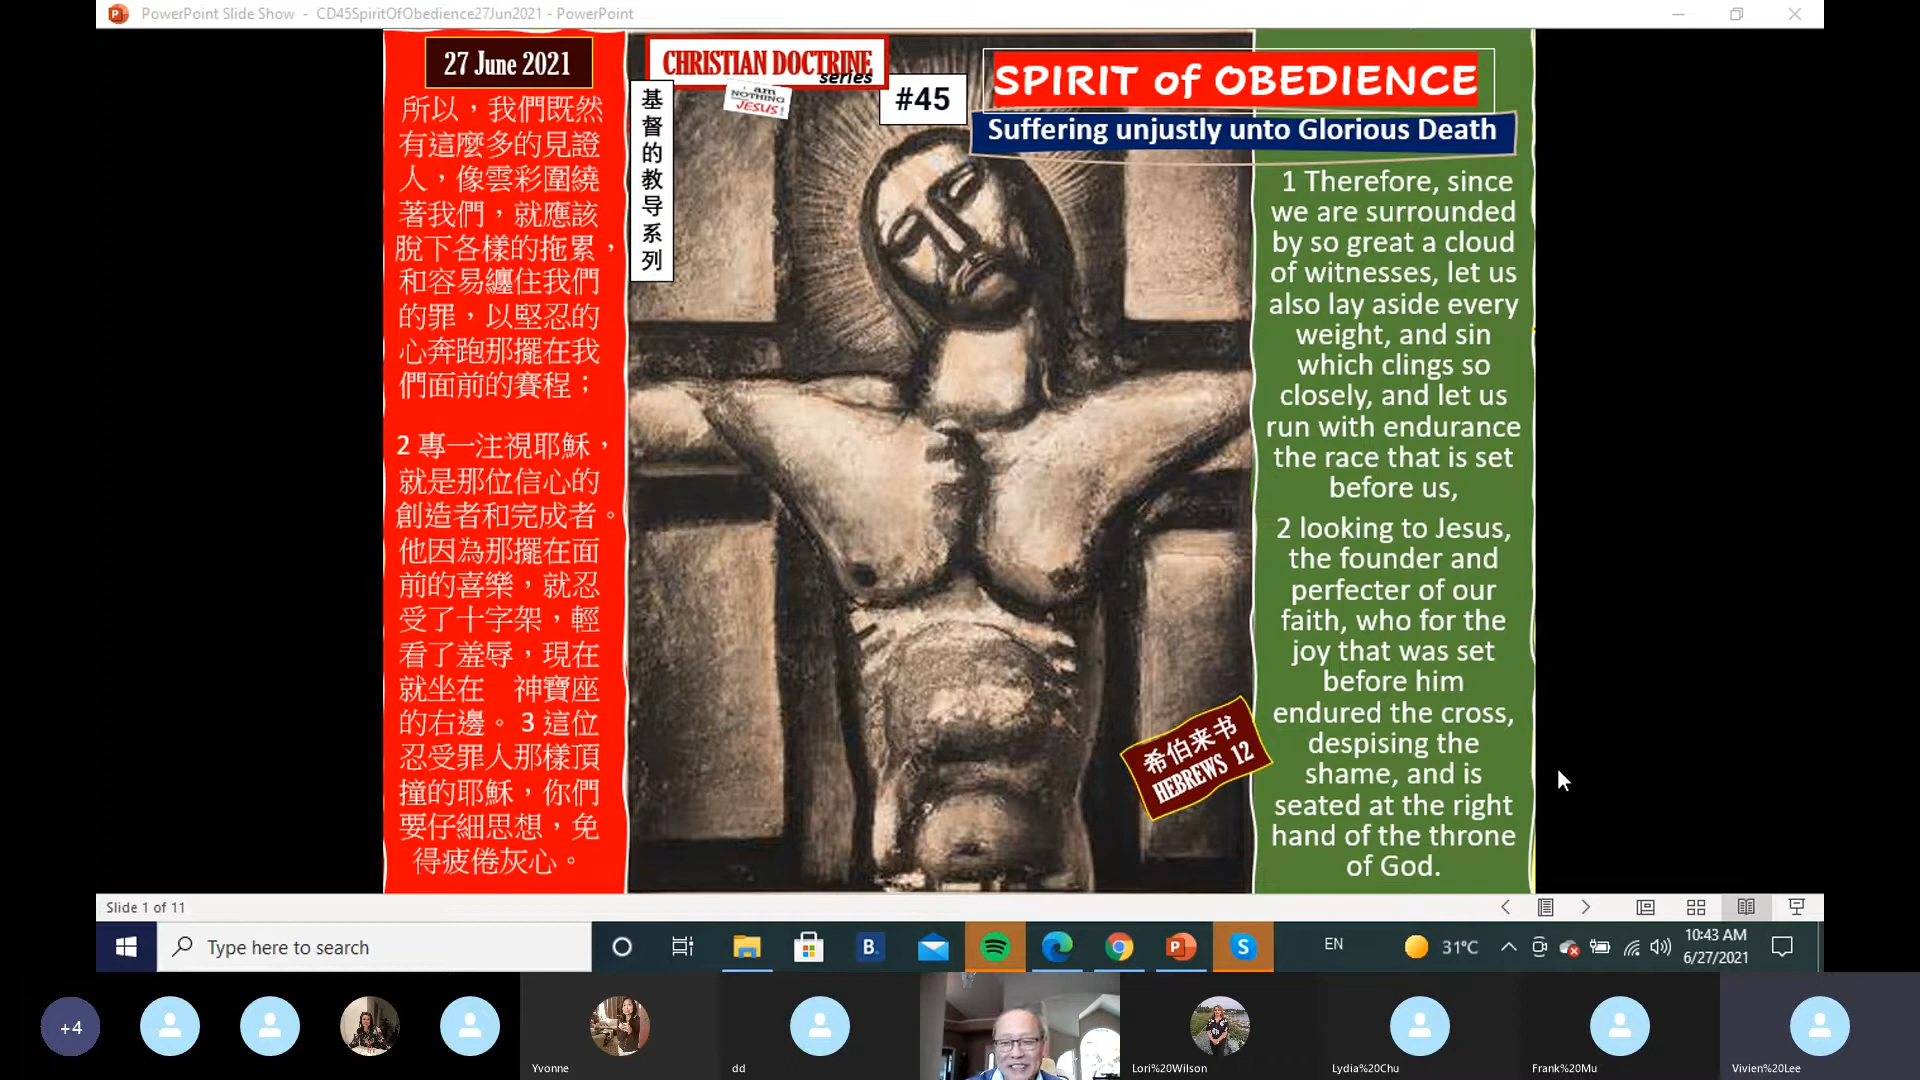 PowerPoint Slide Show - CD45SpiritOfObedience27Jun2021 - PowerPoint
27 June 2021
所以，我們既然
有這麼多的見證
人，像雲彩圍繞
著我們，就應該
脫下各樣的拖累，
和容易纏住我們
的罪，以堅忍的
心奔跑那擺在我
們面前的賽程；
2 專一注視耶穌，
就是那位信心的
創造者和完成者。
他因為那擺在面
前的喜樂，就忍
受了十字架，輕
看了羞辱，現在
就坐在　神寶座
的右邊。 3 這位
忍受罪人那樣頂
撞的耶穌，你們
要仔細思想，免
得疲倦灰心。
CHRISTIAN DOCTRINE
series
I am
NOTHING
JESUS!
#45
基督的教导系列
SPIRIT of OBEDIENCE
Suffering unjustly unto Glorious Death
1 Therefore, since
we are surrounded
by so great a cloud
of witnesses, let us
also lay aside every
weight, and sin
which clings so
closely, and let us
run with endurance
the race that is set
before us,
2 looking to Jesus,
the founder and
perfecter of our
faith, who for the
joy that was set
before him
endured the cross,
despising the
shame, and is
seated at the right
hand of the throne
of God.
希伯来书
HEBREWS 12
Slide 1 of 11
Type here to search
B.
EN
31°C
10:43 AM
6/27/2021
+4
Yvonne
dd
Lori%20Wilson
Lydia%20Chu
Frank%20Mu
Vivien%20Lee